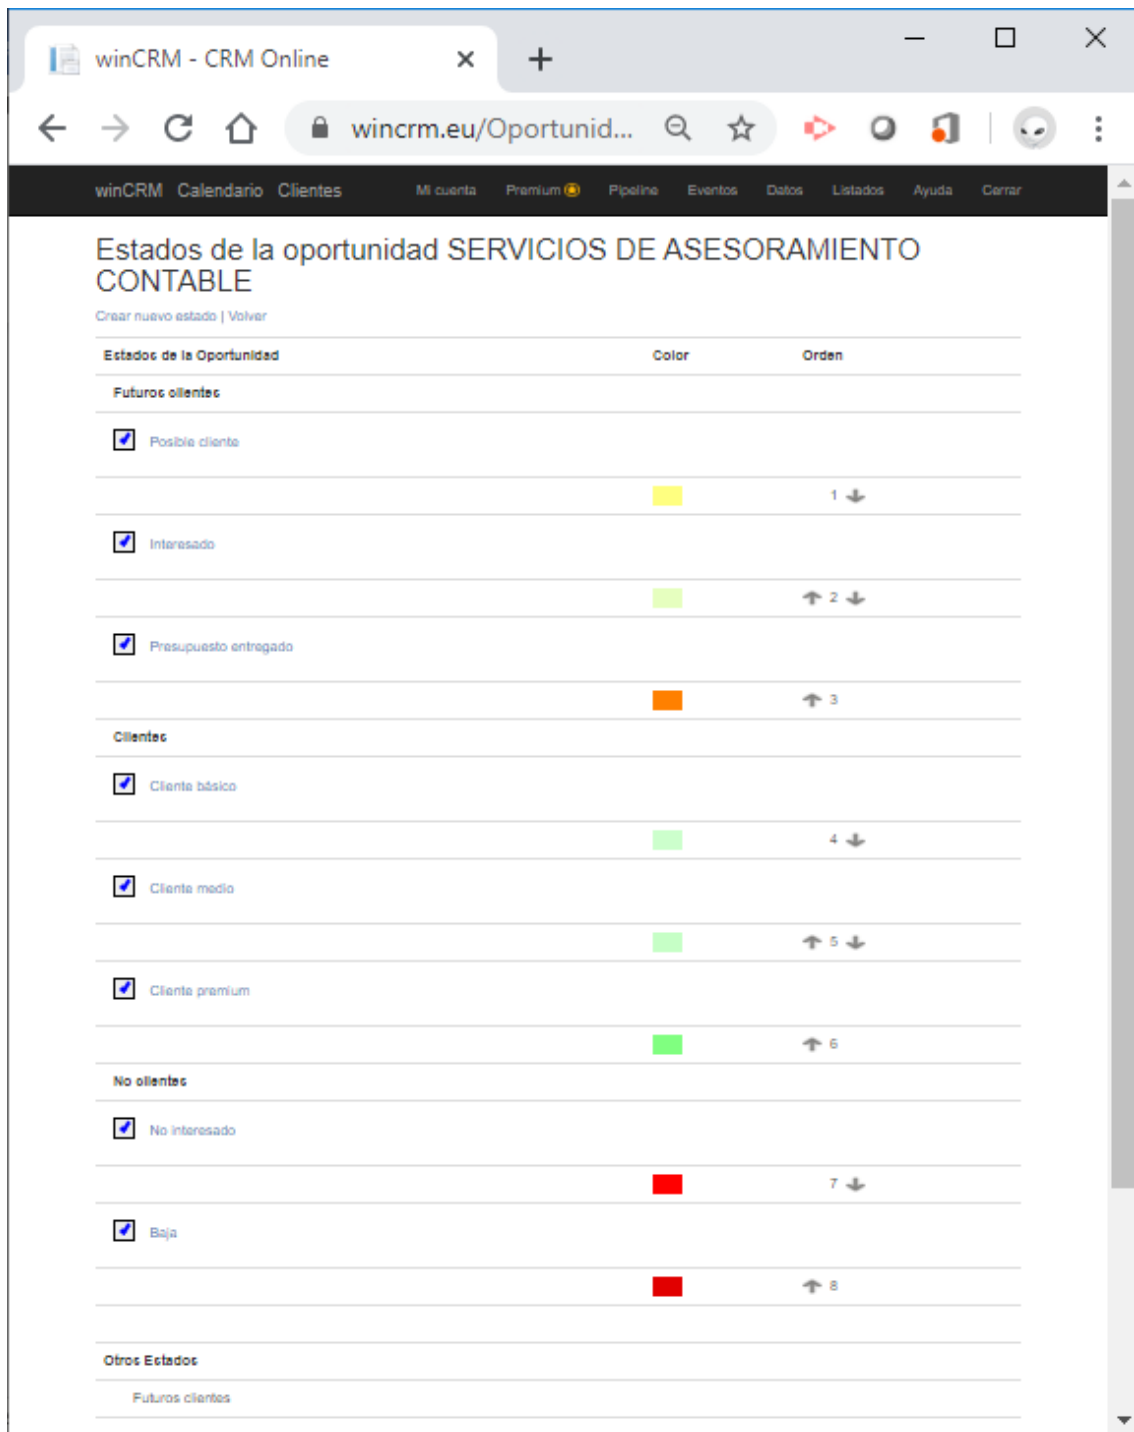 winCRM - CRM Online
wincrm.eu/Oportunid...
winCRM Calendario Clientes Mi cuenta Premium Pipeline Eventos Datos Listados Ayuda Cerrar
Estados de la oportunidad SERVICIOS DE ASESORAMIENTO
CONTABLE
Crear nuevo estado | Volver
Estados de la Oportunidad Color Orden
Futuros clientes
Posible cliente
1
Interesado
2
Presupuesto entregado
3
Clientes
Cliente básico
4
Cliente medio
5
Cliente premium
6
No clientes
No interesado
7
Baja
8
Otros Estados
Futuros clientes